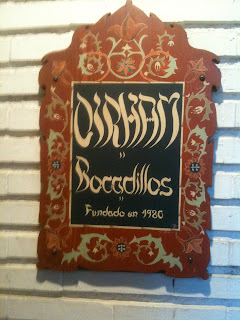 DIRHAM
"
Bocadillos
"
Fundado en 1980